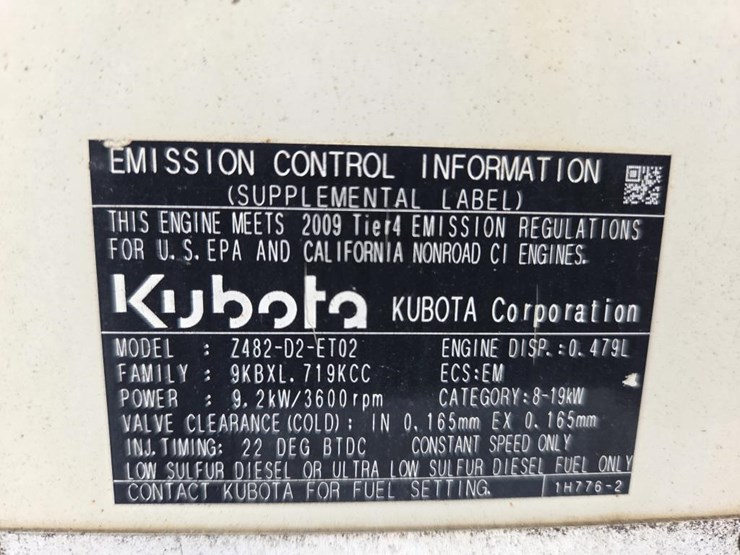 EMISSION CONTROL INFORMATION
(SUPPLEMENTAL LABEL)
THIS ENGINE MEETS 2009 Tier4 EMISSION REGULATIONS
FOR U.S.EPA AND CALIFORNIA NONROAD CI ENGINES.
Kubota KUBOTA Corporation
MODEL : Z482-D2-ET02 ENGINE DISP.:0.479L
FAMILY : 9KBXL.719KCC ECS:EM
POWER : 9.2kW/3600rpm CATEGORY:8-19kW
VALVE CLEARANCE(COLD): IN 0.165mm EX 0.165mm
INJ.TIMING: 22 DEG BTDC CONSTANT SPEED ONLY
LOW SULFUR DIESEL OR ULTRA LOW SULFUR DIESEL FUEL ONLY
CONTACT KUBOTA FOR FUEL SETTING. 1H776-2